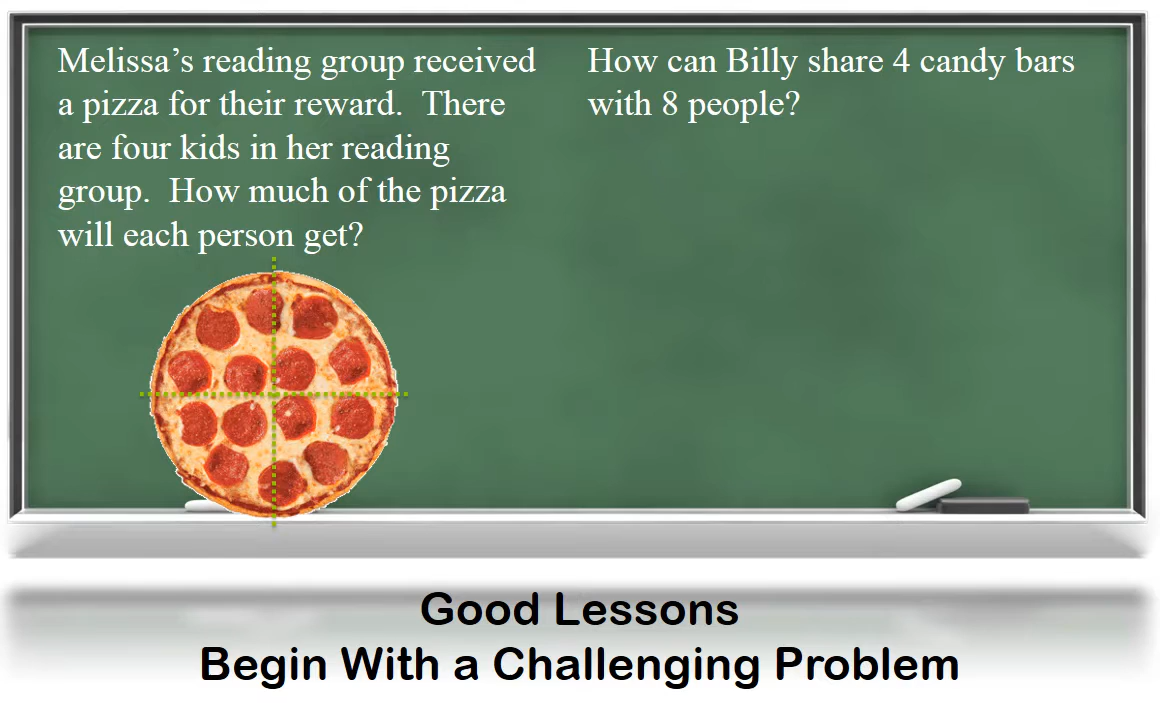 Melissa’s reading group received
a pizza for their reward.  There
are four kids in her reading
group.  How much of the pizza
will each person get?
How can Billy share 4 candy bars
with 8 people?
Good Lessons
Begin With a Challenging Problem